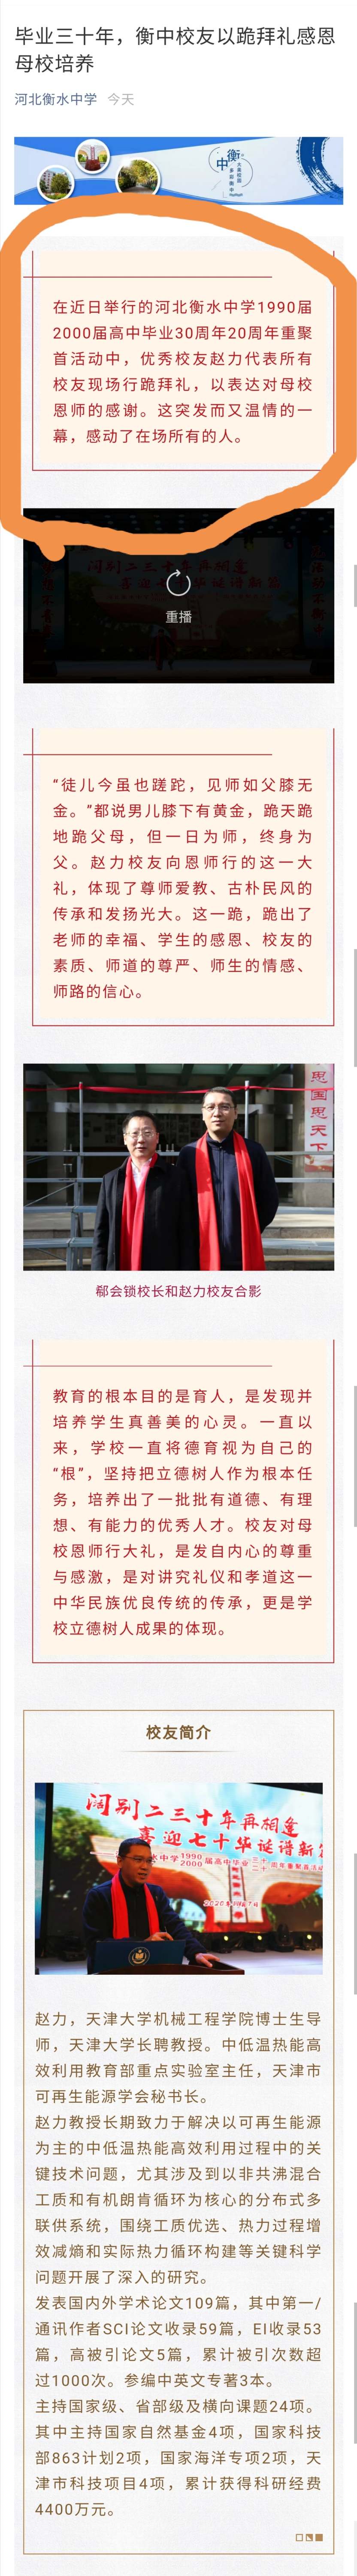 毕业三十年，衡中校友以跪拜礼感恩
母校培养
河北衡水中学 今天
衡
中
在近日举行的河北衡水中学1990届
2000届高中毕业30周年20周年重聚
首活动中，优秀校友赵力代表所有
校友现场行跪拜礼，以表达对母校
恩师的感谢。这突发而又温情的一
幕，感动了在场所有的人。
重播
“徒儿今虽也蹉跎，见师如父膝无
金。”都说男儿膝下有黄金，跪天跪
地跪父母，但一日为师，终身为
父。赵力校友向恩师行的这一大
礼，体现了尊师爱教、古朴民风的
传承和发扬光大。这一跪，跪出了
老师的幸福、学生的感恩、校友的
素质、师道的尊严、师生的情感、
师路的信心。
思国思天下
郗会锁校长和赵力校友合影
教育的根本目的是育人，是发现并
培养学生真善美的心灵。一直以
来，学校一直将德育视为自己的
“根”，坚持把立德树人作为根本任
务，培养出了一批批有道德、有理
想、有能力的优秀人才。校友对母
校恩师行大礼，是发自内心的尊重
与感激，是对讲究礼仪和孝道这一
中华民族优良传统的传承，更是学
校立德树人成果的体现。
校友简介
阔别二三十年再相逢
喜迎七十华诞谱新
水中学1990
2000届高中毕业三二十周年重聚首活动
赵力，天津大学机械工程学院博士生导
师，天津大学长聘教授。中低温热能高
效利用教育部重点实验室主任，天津市
可再生能源学会秘书长。
赵力教授长期致力于解决以可再生能源
为主的中低温热能高效利用过程中的关
键技术问题，尤其涉及到以非共沸混合
工质和有机朗肯循环为核心的分布式多
联供系统，围绕工质优选、热力过程增
效减熵和实际热力循环构建等关键科学
问题开展了深入的研究。
发表国内外学术论文109篇，其中第一/
通讯作者SCI论文收录59篇，EI收录53
篇，高被引论文5篇，累计被引次数超
过1000次。参编中英文专著3本。
主持国家级、省部级及横向课题24项。
其中主持国家自然基金4项，国家科技
部863计划2项，国家海洋专项2项，天
津市科技项目4项，累计获得科研经费
4400万元。